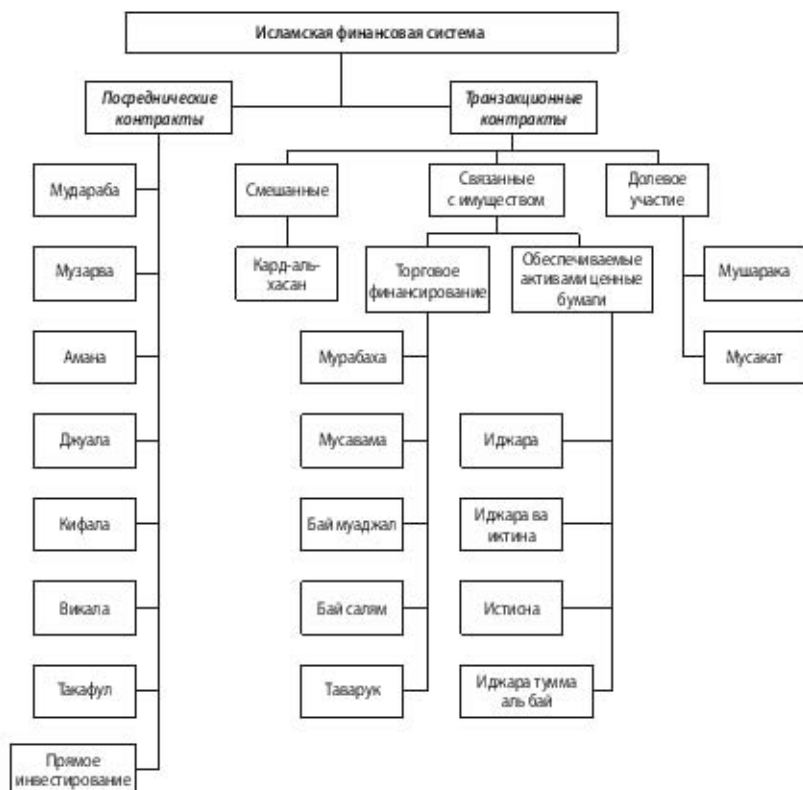 Исламская финансовая система
Посреднические
контракты
Транзакционные
контракты
Мудараба
Смешанные
Связанные
с имуществом
Долевое
участие
Музарва
Кард-аль-
хасан
Торговое
финансирование
Обеспечиваемые
активами ценные
бумаги
Мушарака
Амана
Мурабаха
Мусакат
Джуала
Мусавама
Иджара
Кифала
Бай муаджал
Иджара ва
иктина
Викала
Бай салям
Истисна
Такафул
Таварук
Иджара тумма
аль бай
Прямое
инвестирование